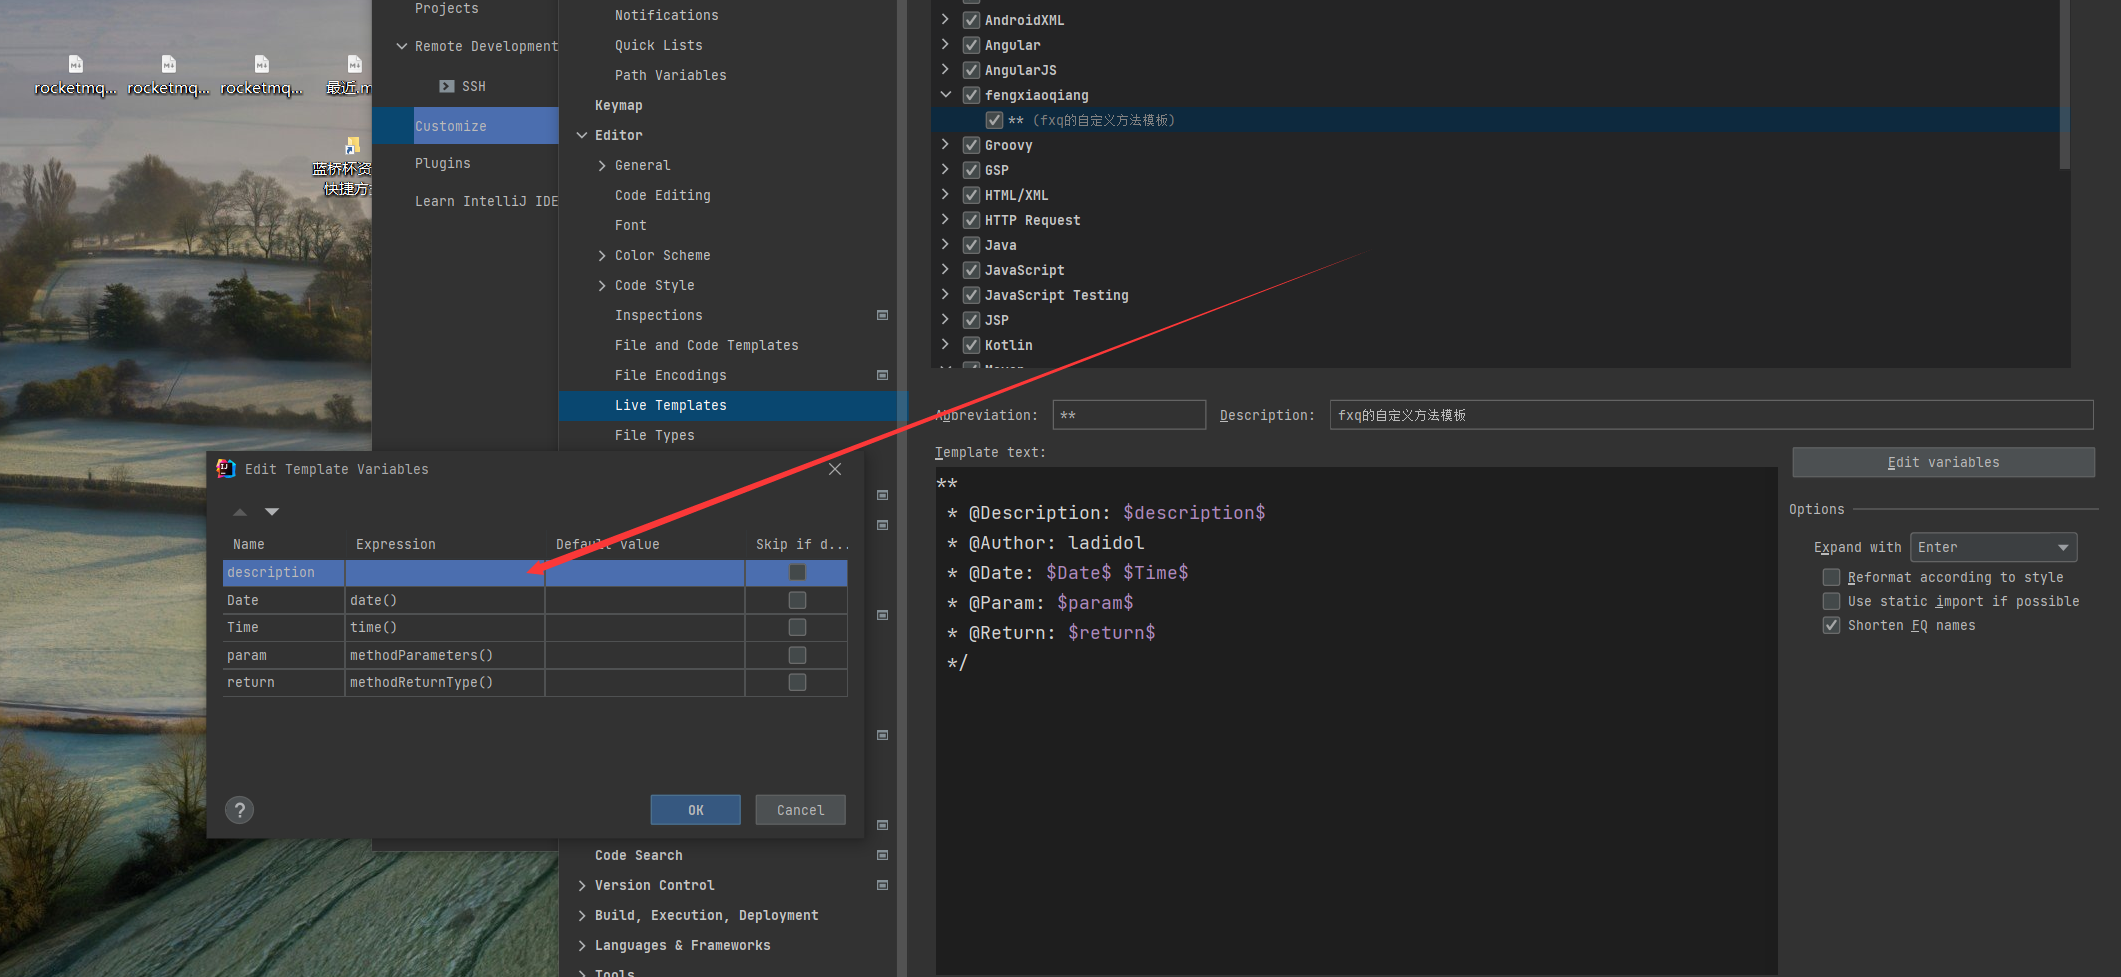 rocketmq...
rocketmq...
rocketmq...
最近.m
蓝桥杯资
快捷方
Projects
Remote Development
SSH
Customize
Plugins
Learn IntelliJ IDE
Notifications
Quick Lists
Path Variables
Keymap
Editor
General
Code Editing
Font
Color Scheme
Code Style
Inspections
File and Code Templates
File Encodings
Live Templates
File Types
Code Search
Version Control
Build, Execution, Deployment
Languages & Frameworks
Tools
AndroidXML
Angular
AngularJS
fengxiaoqiang
** (fxq的自定义方法模板)
Groovy
GSP
HTML/XML
HTTP Request
Java
JavaScript
JavaScript Testing
JSP
Kotlin
Maven
Abbreviation: ** Description: fxq的自定义方法模板
Template text:
**
* @Description: $description$
* @Author: ladidol
* @Date: $Date$ $Time$
* @Param: $param$
* @Return: $return$
*/
Edit variables
Options
Expand with Enter
Reformat according to style
Use static import if possible
Shorten FQ names
Edit Template Variables
Name Expression Default value Skip if d...
description
Date date()
Time time()
param methodParameters()
return methodReturnType()
?
OK Cancel